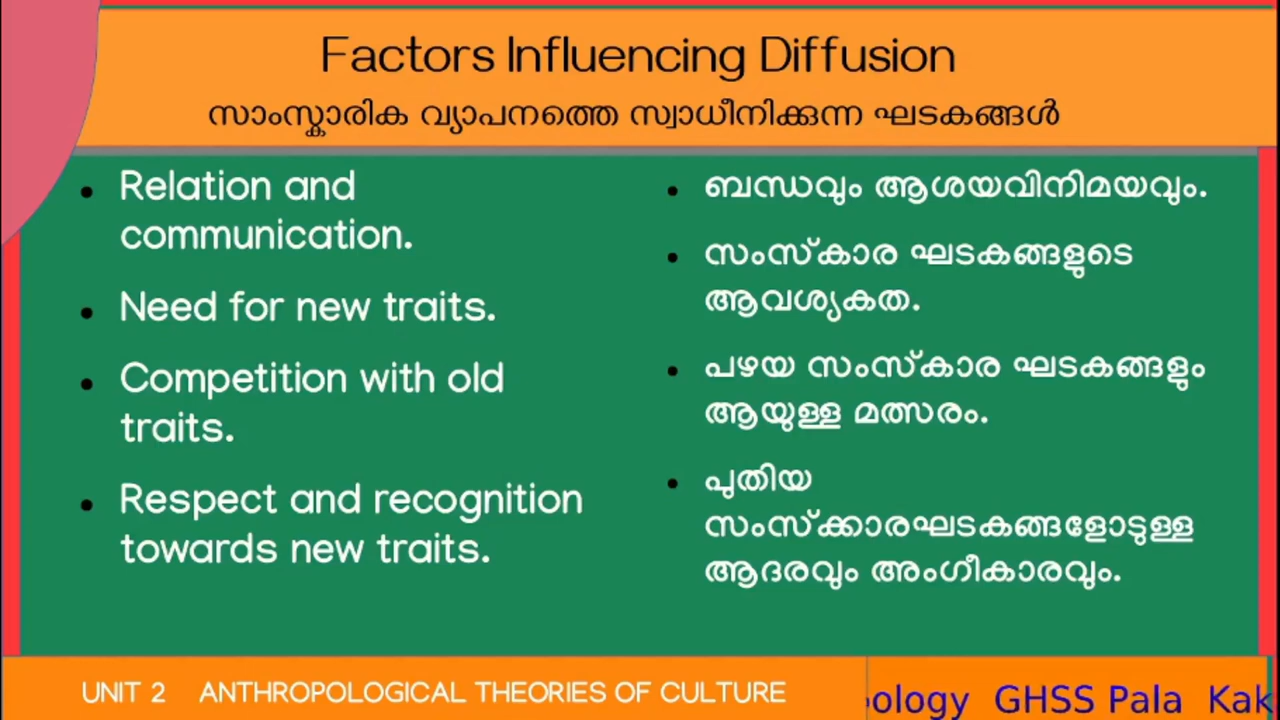 Factors Influencing Diffusion
സാംസ്കാരിക വ്യാപനത്തെ സ്വാധീനിക്കുന്ന ഘടകങ്ങൾ
• Relation and
communication.
• Need for new traits.
• Competition with old
traits.
• Respect and recognition
towards new traits.
• ബന്ധവും ആശയവിനിമയവും.
• സംസ്‌കാര ഘടകങ്ങളുടെ
ആവശ്യകത.
• പഴയ സംസ്‌കാര ഘടകങ്ങളും
ആയുള്ള മത്സരം.
• പുതിയ
സംസ്ക്കാരഘടകങ്ങളോടുള്ള
ആദരവും അംഗീകാരവും.
UNIT 2 ANTHROPOLOGICAL THEORIES OF CULTURE
ology GHSS Pala Kak